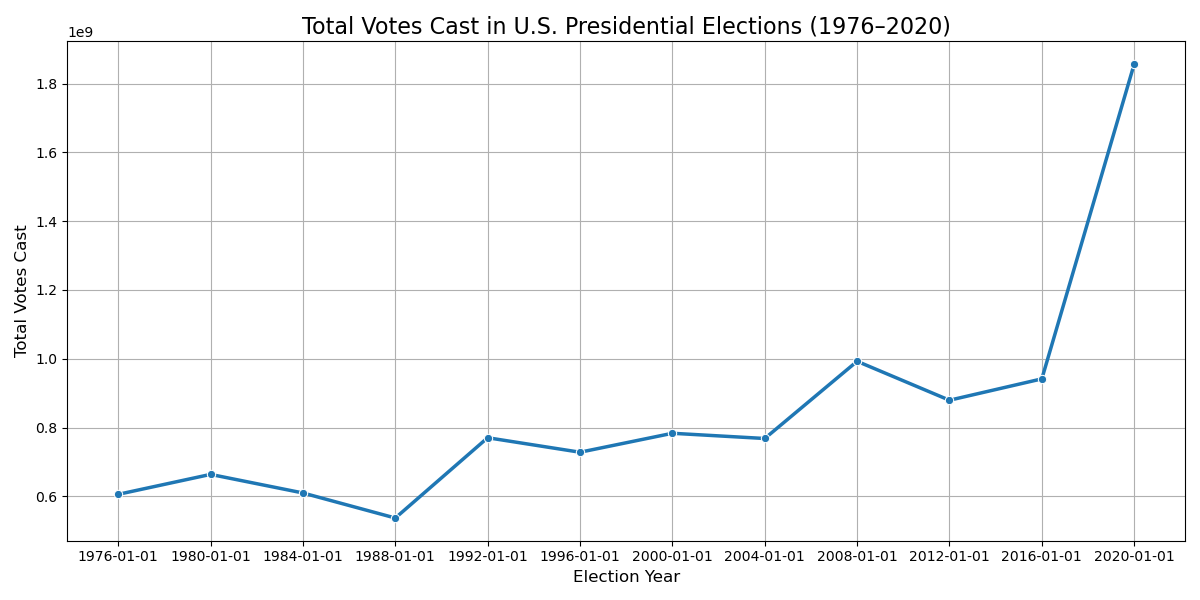 Total Votes Cast in U.S. Presidential Elections (1976–2020)
1e9
1.8
1.6
1.4
1.2
1.0
0.8
0.6
Total Votes Cast
1976-01-01 1980-01-01 1984-01-01 1988-01-01 1992-01-01 1996-01-01 2000-01-01 2004-01-01 2008-01-01 2012-01-01 2016-01-01 2020-01-01
Election Year